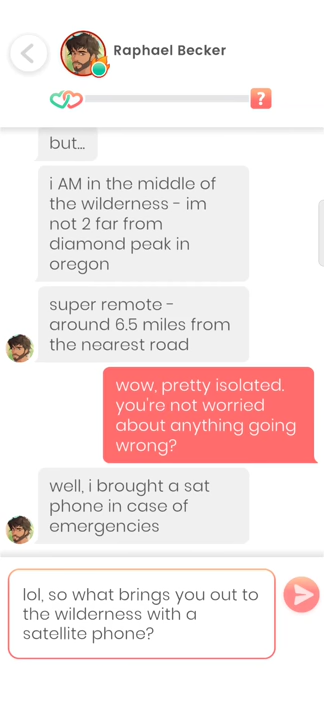 Raphael Becker
?
but...
i AM in the middle of
the wilderness - im
not 2 far from
diamond peak in
oregon
super remote -
around 6.5 miles from
the nearest road
wow, pretty isolated.
you're not worried
about anything going
wrong?
well, i brought a sat
phone in case of
emergencies
lol, so what brings you out to
the wilderness with a
satellite phone?